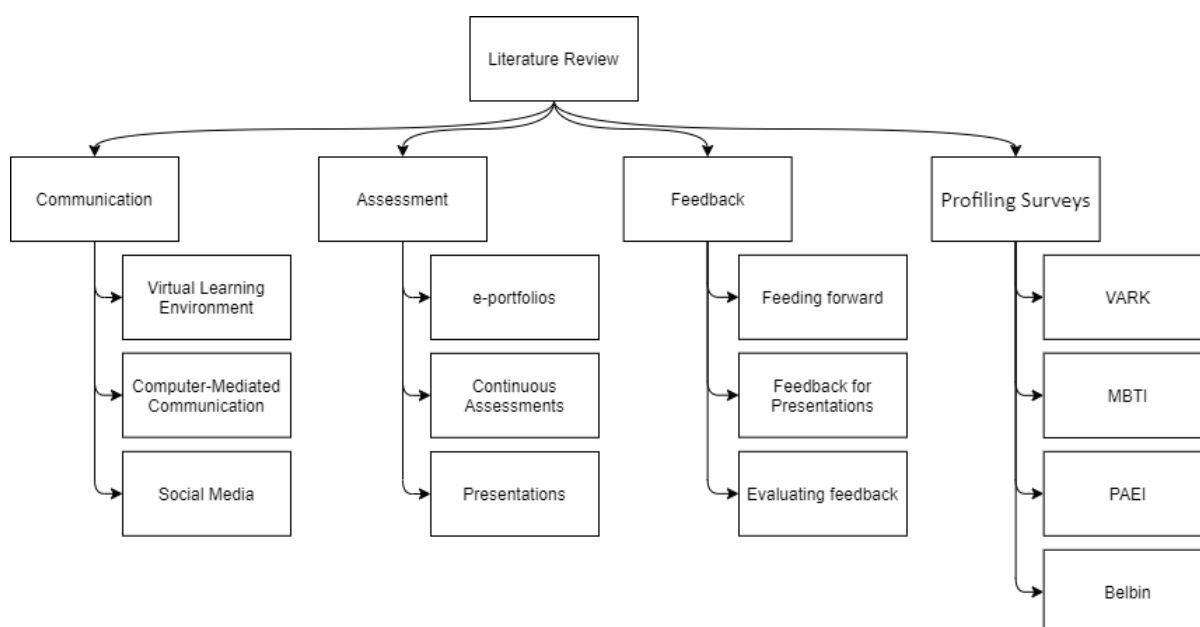 Literature Review
Communication
Assessment
Feedback
Profiling Surveys
Virtual Learning
Environment
e-portfolios
Feeding forward
VARK
Computer-Mediated
Communication
Continuous
Assessments
Feedback for
Presentations
MBTI
Social Media
Presentations
Evaluating feedback
PAEI
Belbin